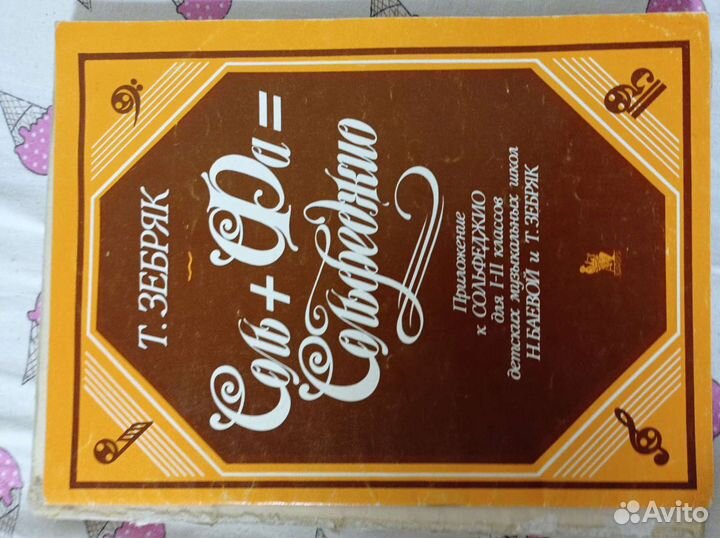 Т. ЗЕБРЯК
Соль + Фа =
Сольфеджио
Приложение
к СОЛЬФЕДЖИО
для I-II классов
детских музыкальных школ
Н. БАЕВОЙ и Т. ЗЕБРЯК
Avito